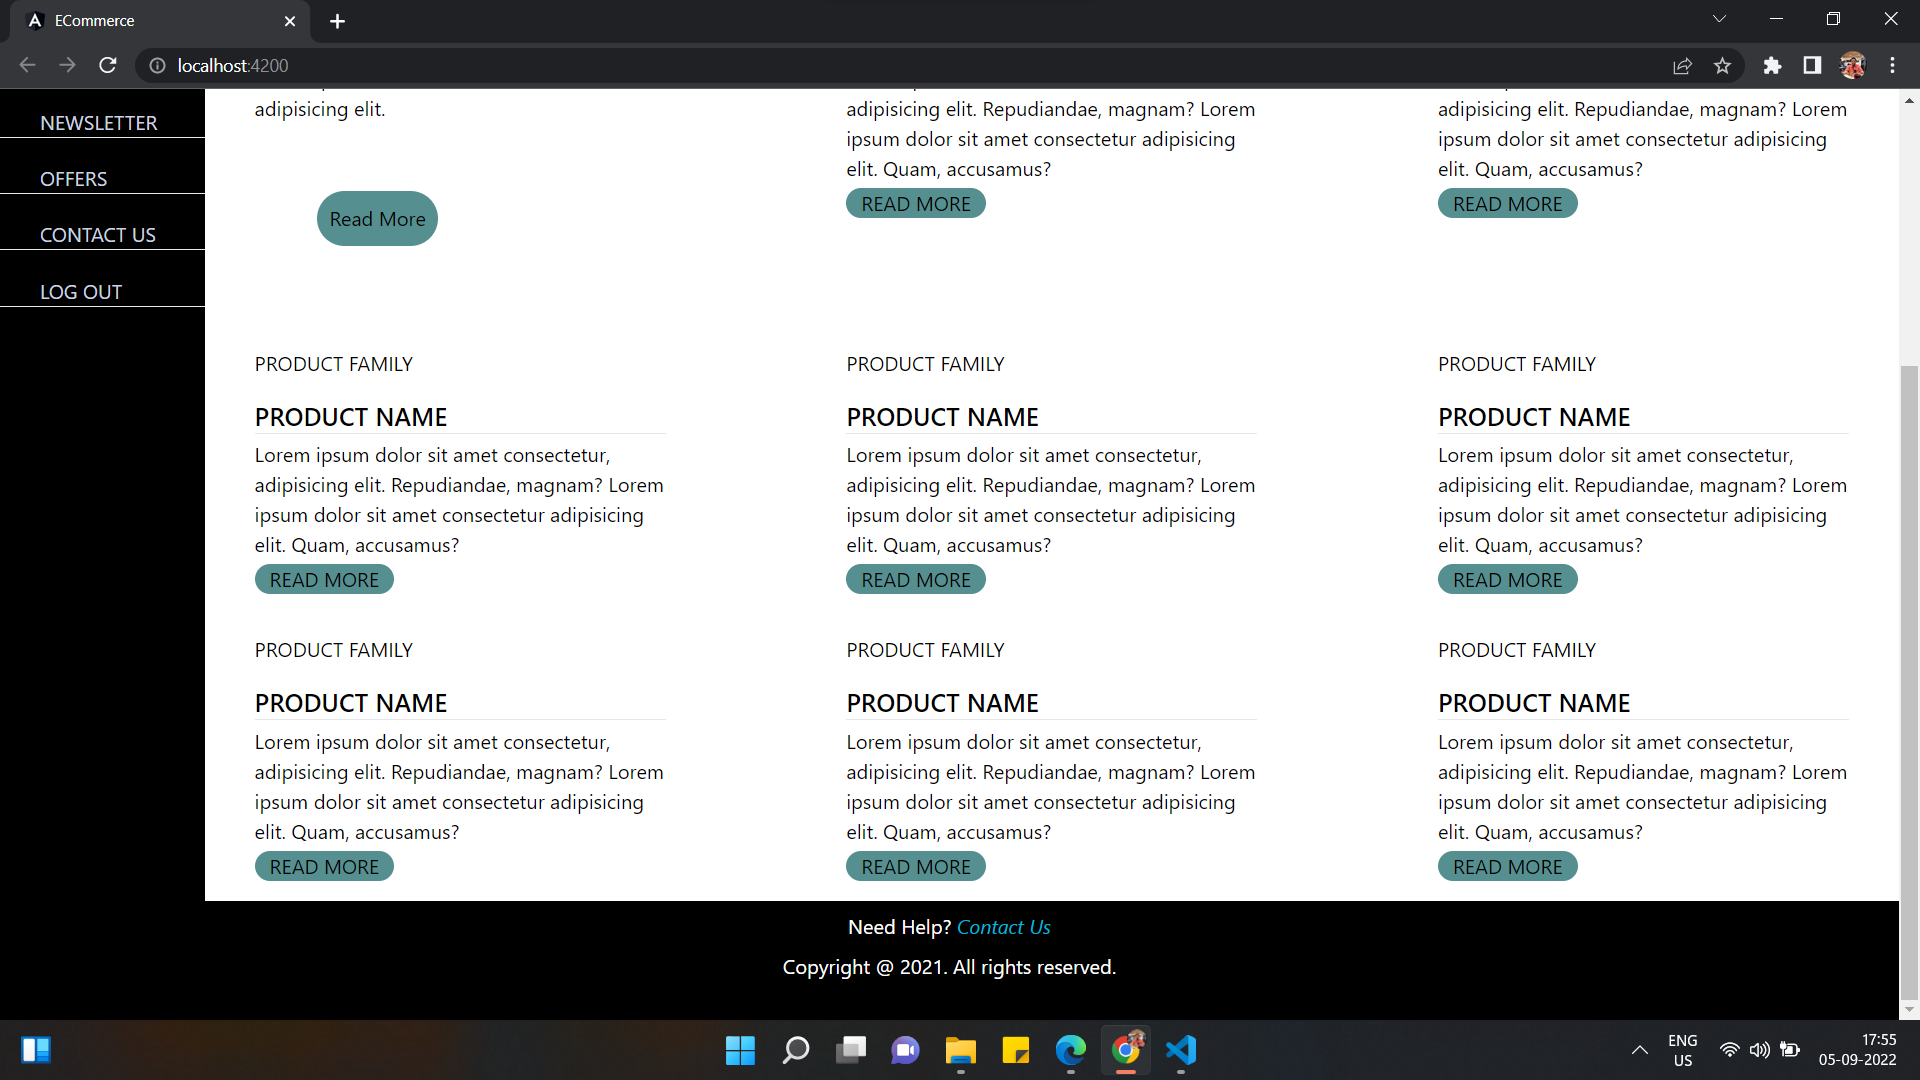 ECommerce
localhost:4200
NEWSLETTER
OFFERS
CONTACT US
LOG OUT
adipisicing elit.
Read More
adipisicing elit. Repudiandae, magnam? Lorem
ipsum dolor sit amet consectetur adipisicing
elit. Quam, accusamus?
READ MORE
adipisicing elit. Repudiandae, magnam? Lorem
ipsum dolor sit amet consectetur adipisicing
elit. Quam, accusamus?
READ MORE
PRODUCT FAMILY
PRODUCT NAME
Lorem ipsum dolor sit amet consectetur,
adipisicing elit. Repudiandae, magnam? Lorem
ipsum dolor sit amet consectetur adipisicing
elit. Quam, accusamus?
READ MORE
PRODUCT FAMILY
PRODUCT NAME
Lorem ipsum dolor sit amet consectetur,
adipisicing elit. Repudiandae, magnam? Lorem
ipsum dolor sit amet consectetur adipisicing
elit. Quam, accusamus?
READ MORE
PRODUCT FAMILY
PRODUCT NAME
Lorem ipsum dolor sit amet consectetur,
adipisicing elit. Repudiandae, magnam? Lorem
ipsum dolor sit amet consectetur adipisicing
elit. Quam, accusamus?
READ MORE
PRODUCT FAMILY
PRODUCT NAME
Lorem ipsum dolor sit amet consectetur,
adipisicing elit. Repudiandae, magnam? Lorem
ipsum dolor sit amet consectetur adipisicing
elit. Quam, accusamus?
READ MORE
PRODUCT FAMILY
PRODUCT NAME
Lorem ipsum dolor sit amet consectetur,
adipisicing elit. Repudiandae, magnam? Lorem
ipsum dolor sit amet consectetur adipisicing
elit. Quam, accusamus?
READ MORE
PRODUCT FAMILY
PRODUCT NAME
Lorem ipsum dolor sit amet consectetur,
adipisicing elit. Repudiandae, magnam? Lorem
ipsum dolor sit amet consectetur adipisicing
elit. Quam, accusamus?
READ MORE
Need Help? Contact Us
Copyright @ 2021. All rights reserved.
ENG
US
17:55
05-09-2022